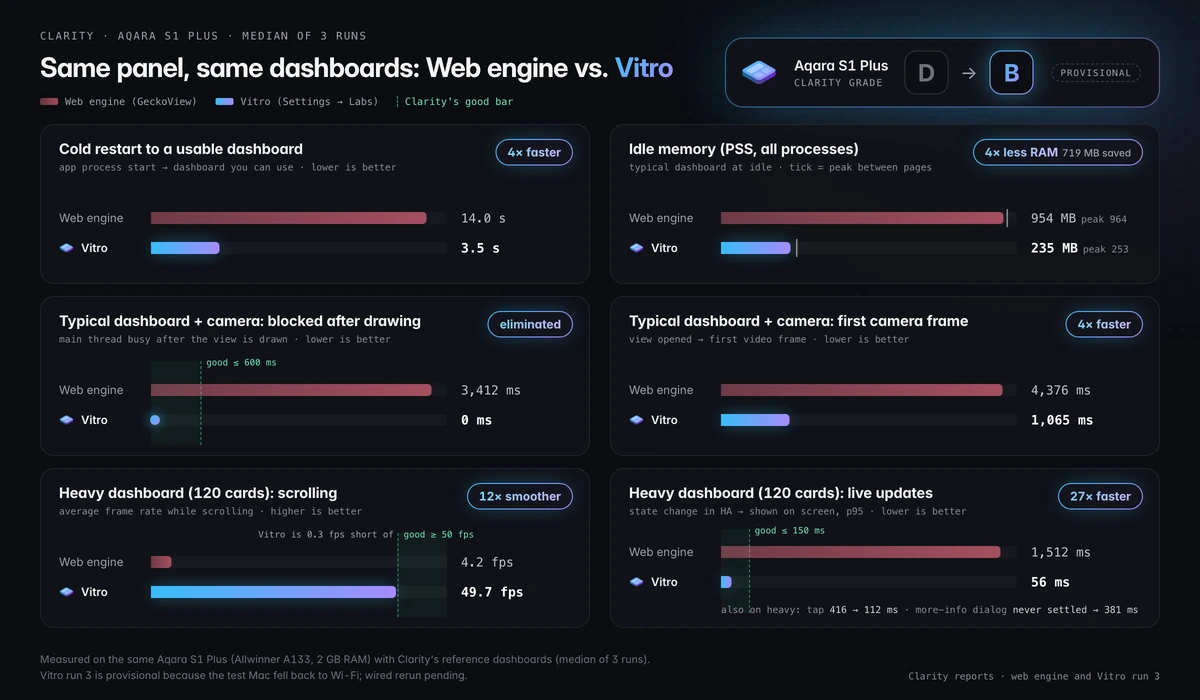 CLARITY · AQARA S1 PLUS · MEDIAN OF 3 RUNS
Same panel, same dashboards: Web engine vs. Vitro
Web engine (GeckoView) Vitro (Settings → Labs) Clarity's good bar
Aqara S1 Plus
CLARITY GRADE
D → B
PROVISIONAL
Cold restart to a usable dashboard
app process start → dashboard you can use · lower is better
4× faster
Web engine 14.0 s
Vitro 3.5 s
Idle memory (PSS, all processes)
typical dashboard at idle · tick = peak between pages
4× less RAM 719 MB saved
Web engine 954 MB peak 964
Vitro 235 MB peak 253
Typical dashboard + camera: blocked after drawing
main thread busy after the view is drawn · lower is better
eliminated
good ≤ 600 ms
Web engine 3,412 ms
Vitro 0 ms
Typical dashboard + camera: first camera frame
view opened → first video frame · lower is better
4× faster
Web engine 4,376 ms
Vitro 1,065 ms
Heavy dashboard (120 cards): scrolling
average frame rate while scrolling · higher is better
12× smoother
Vitro is 0.3 fps short of good ≥ 50 fps
Web engine 4.2 fps
Vitro 49.7 fps
Heavy dashboard (120 cards): live updates
state change in HA → shown on screen, p95 · lower is better
27× faster
good ≤ 150 ms
Web engine 1,512 ms
Vitro 56 ms
also on heavy: tap 416 → 112 ms · more-info dialog never settled → 381 ms
Measured on the same Aqara S1 Plus (Allwinner A133, 2 GB RAM) with Clarity's reference dashboards (median of 3 runs).
Vitro run 3 is provisional because the test Mac fell back to Wi-Fi; wired rerun pending.
Clarity reports · web engine and Vitro run 3